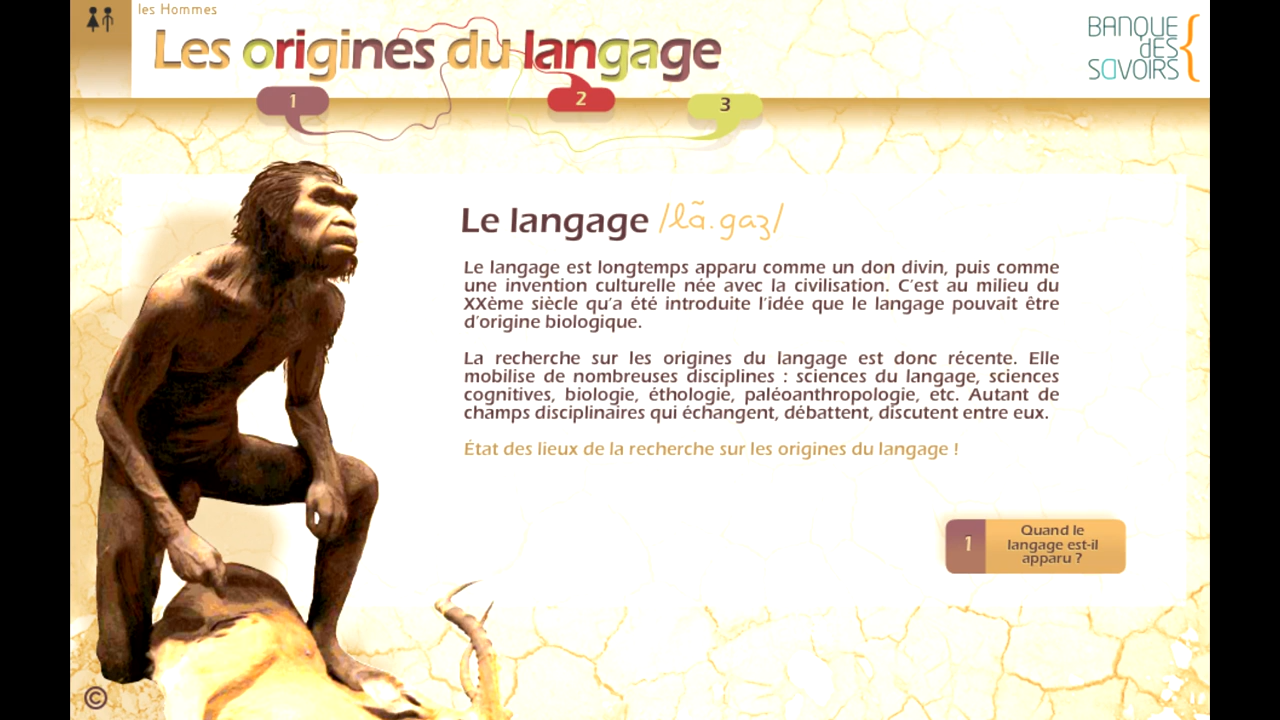 les Hommes
Les origines du langage
BANQUE
dES
SAVOIRS
1
2
3
Le langage /lã.gaʒ/
Le langage est longtemps apparu comme un don divin, puis comme
une invention culturelle née avec la civilisation. C'est au milieu du
XXème siècle qu'a été introduite l'idée que le langage pouvait être
d'origine biologique.
La recherche sur les origines du langage est donc récente. Elle
mobilise de nombreuses disciplines : sciences du langage, sciences
cognitives, biologie, éthologie, paléoanthropologie, etc. Autant de
champs disciplinaires qui échangent, débattent, discutent entre eux.
État des lieux de la recherche sur les origines du langage !
1
Quand le
langage est-il
apparu ?
©